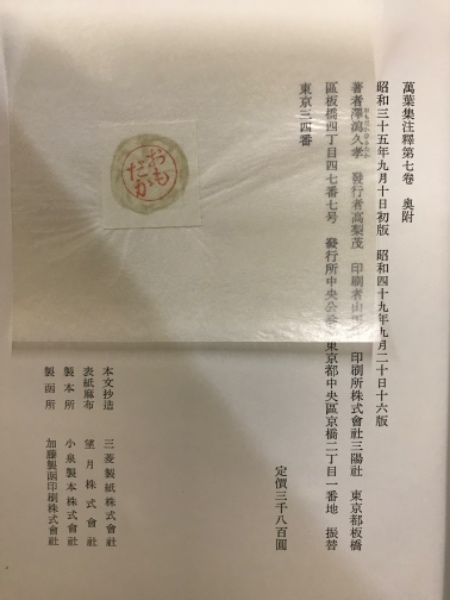 萬葉集注釋第七卷　奥附
昭和三十五年九月十日初版　昭和四十九年九月二十日十六版
著者澤瀉久孝　發行者高梨茂　印刷者山　印刷所株式會社三陽社　東京都板橋
區板橋四丁目四七番七号　發行所中央公論　東京都中央區京橋二丁目一番地　振替
東京三四番
定價三千八百圓
おも
だか
本文抄造　三菱製紙株式會社
表紙麻布　望月株式會社
製本所　小泉製本株式會社
製函所　加藤製函印刷株式會社